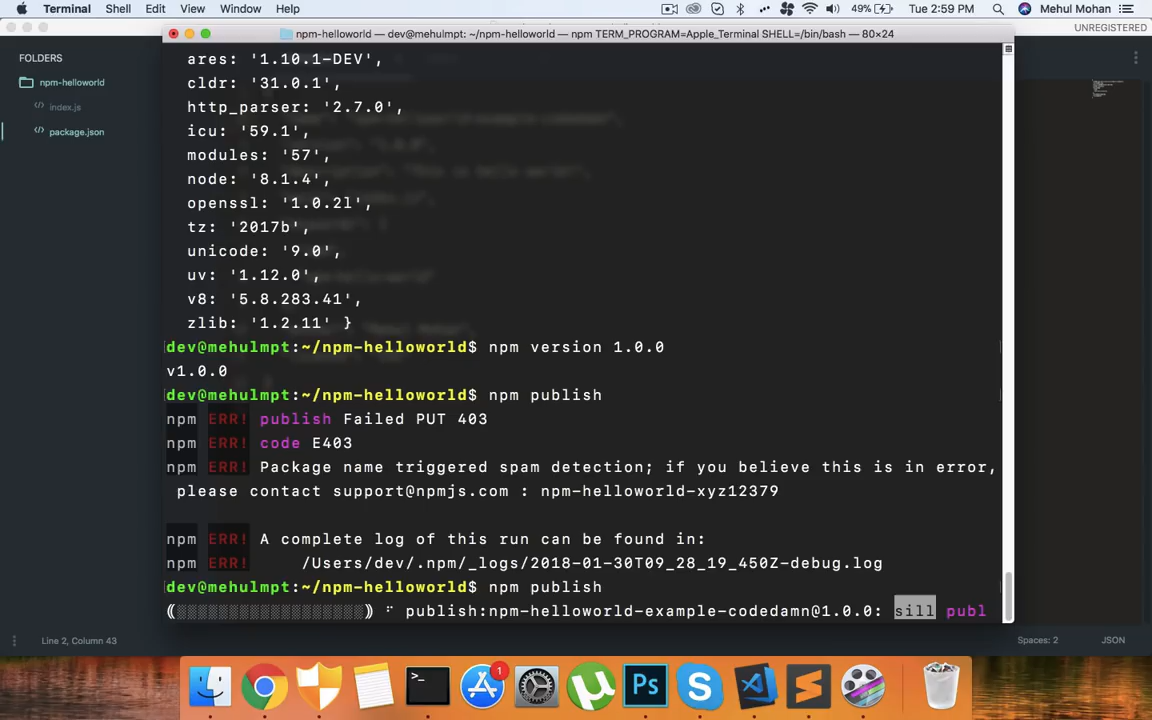 Terminal Shell Edit View Window Help 49% Tue 2:59 PM Mehul Mohan
UNREGISTERED
npm-helloworld — dev@mehulmpt: ~/npm-helloworld — npm TERM_PROGRAM=Apple_Terminal SHELL=/bin/bash — 80×24
FOLDERS
npm-helloworld
index.js
package.json
ares: '1.10.1-DEV',
cldr: '31.0.1',
http_parser: '2.7.0',
icu: '59.1',
modules: '57',
node: '8.1.4',
openssl: '1.0.2l',
tz: '2017b',
unicode: '9.0',
uv: '1.12.0',
v8: '5.8.283.41',
zlib: '1.2.11' }
dev@mehulmpt:~/npm-helloworld$ npm version 1.0.0
v1.0.0
dev@mehulmpt:~/npm-helloworld$ npm publish
npm ERR! publish Failed PUT 403
npm ERR! code E403
npm ERR! Package name triggered spam detection; if you believe this is in error,
please contact support@npmjs.com : npm-helloworld-xyz12379
npm ERR! A complete log of this run can be found in:
npm ERR! /Users/dev/.npm/_logs/2018-01-30T09_28_19_450Z-debug.log
dev@mehulmpt:~/npm-helloworld$ npm publish
(░░░░░░░░░░░░░░░░░░) ⠋ publish:npm-helloworld-example-codedamn@1.0.0: sill publ
Line 2, Column 43
Spaces: 2
JSON
>_
1
Ps